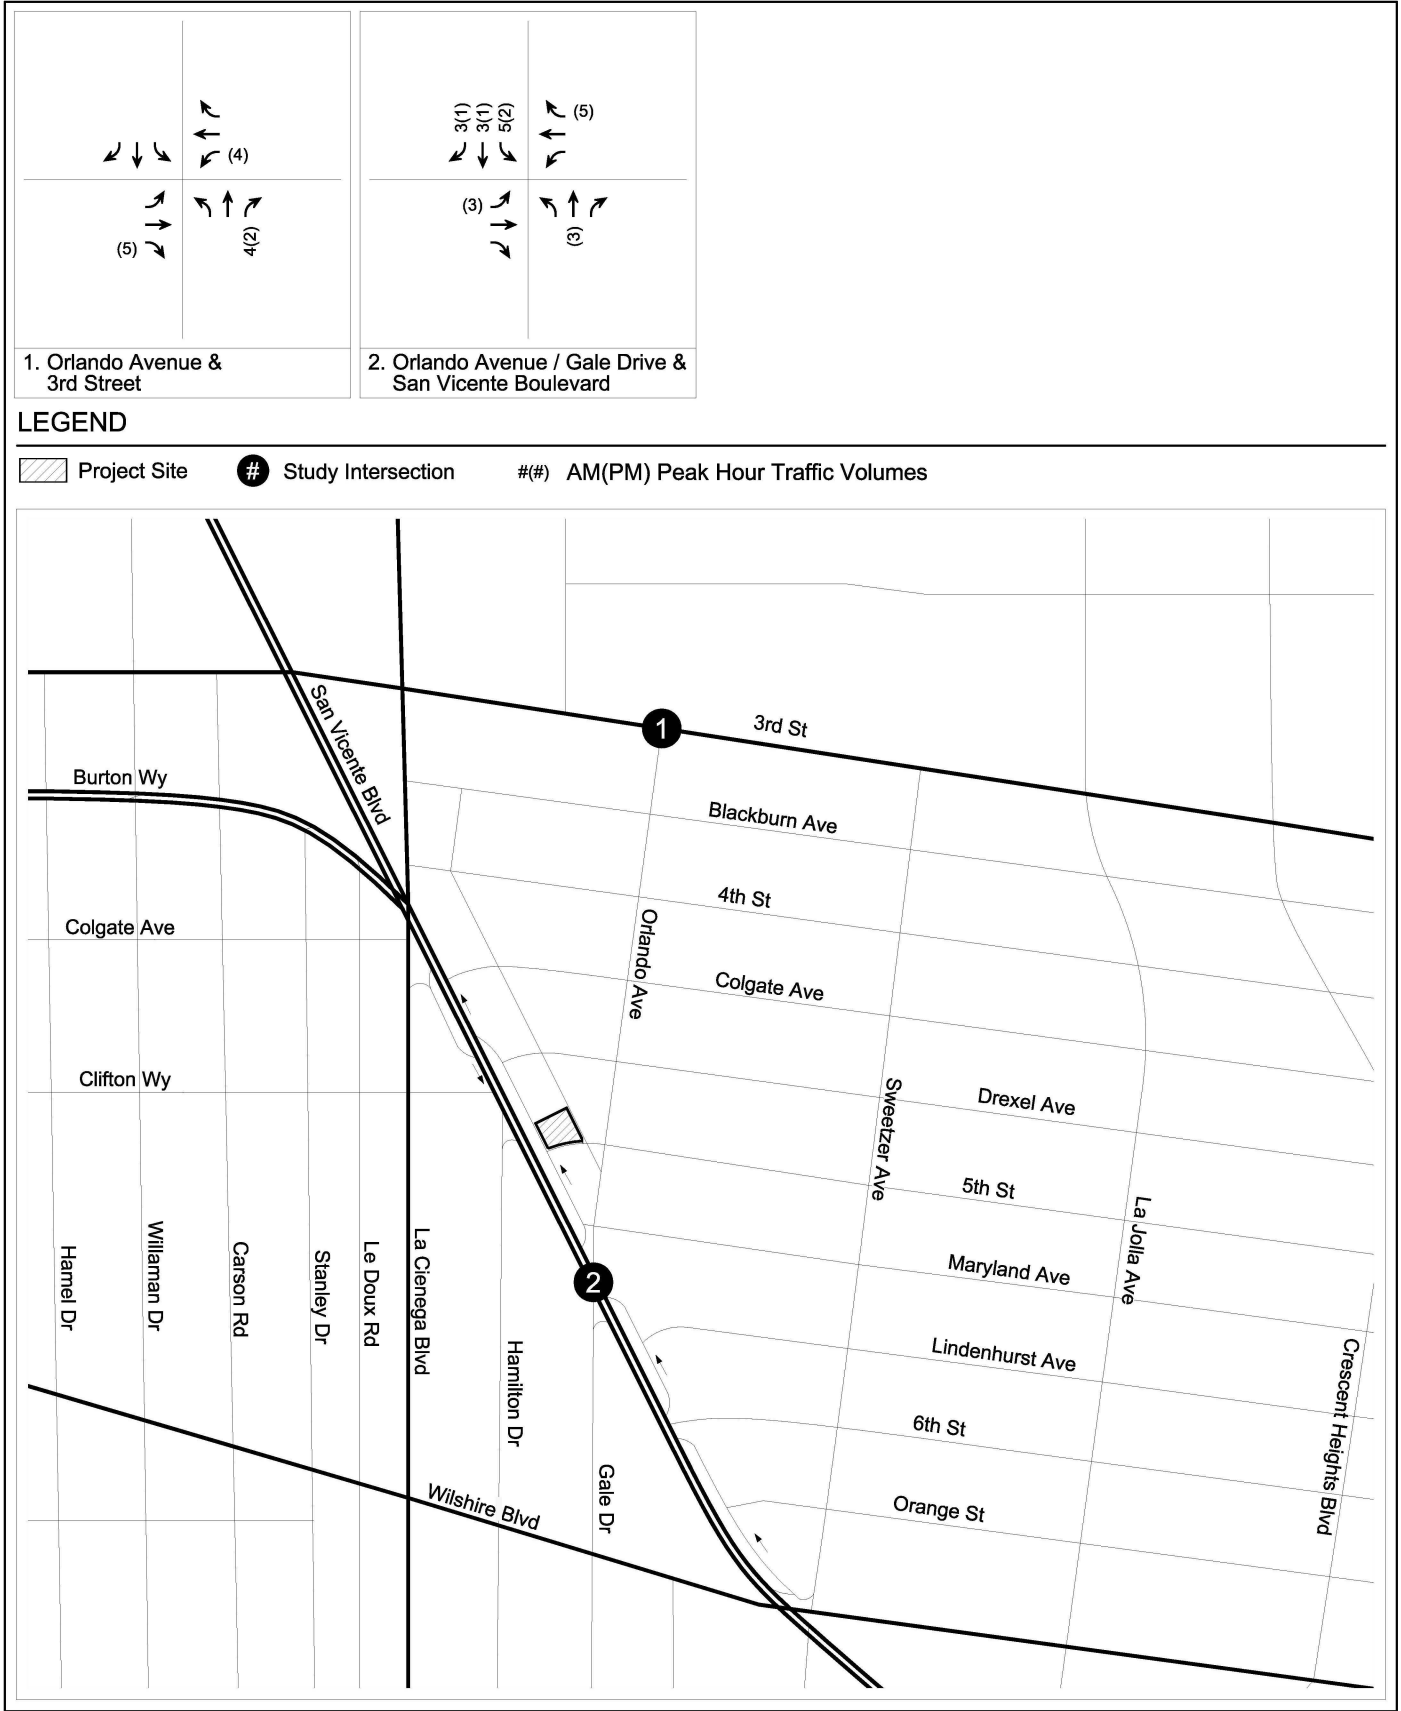 (4)
(5)
4(2)
1. Orlando Avenue &
3rd Street
3(1)
3(1)
5(2)
(5)
(3)
(3)
2. Orlando Avenue / Gale Drive &
San Vicente Boulevard
LEGEND
Project Site
# Study Intersection
#(#) AM(PM) Peak Hour Traffic Volumes
San Vicente Blvd
1
3rd St
Burton Wy
Blackburn Ave
4th St
Colgate Ave
Orlando Ave
Colgate Ave
Clifton Wy
Sweetzer Ave
Drexel Ave
5th St
La Jolla Ave
Hamel Dr
Willaman Dr
Carson Rd
Stanley Dr
Le Doux Rd
La Cienega Blvd
2
Maryland Ave
Lindenhurst Ave
Hamilton Dr
Crescent Heights Blvd
6th St
Gale Dr
Wilshire Blvd
Orange St